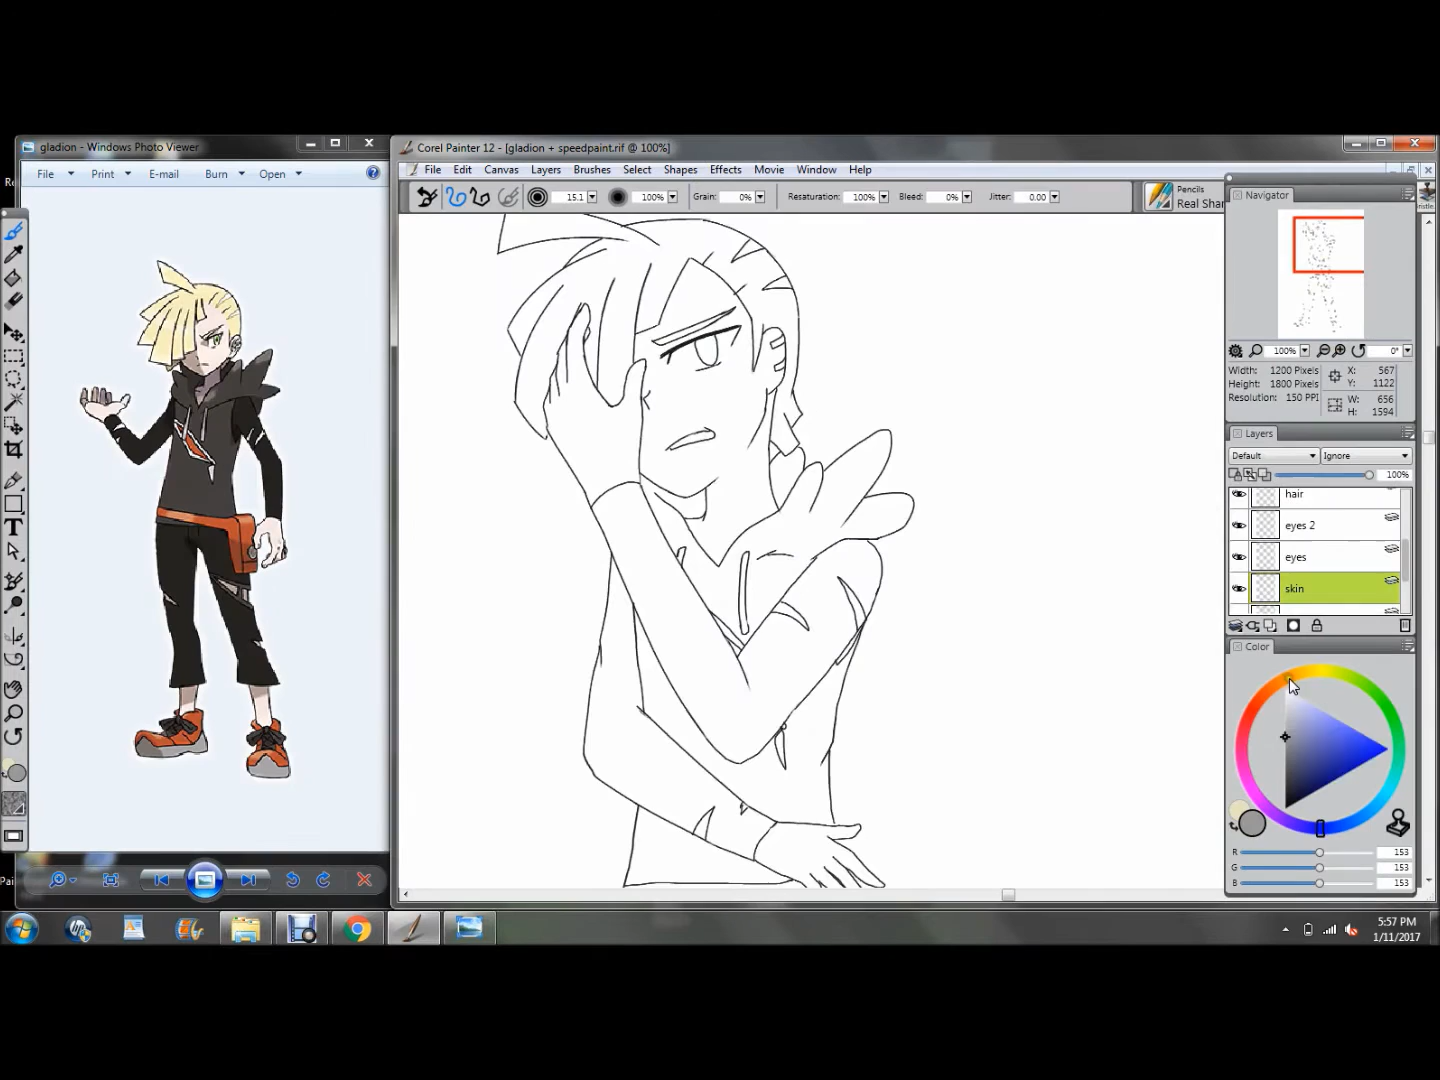 gladion - Windows Photo Viewer
File Print E-mail Burn Open
Corel Painter 12 - [gladion + speedpaint.rif @ 100%]
File Edit Canvas Layers Brushes Select Shapes Effects Movie Window Help
15.1 100% Grain: 0% Resaturation: 100% Bleed: 0% Jitter: 0.00
Pencils
Real Shar
Navigator
100% 0°
Width: 1200 Pixels
Height: 1800 Pixels
Resolution: 150 PPI
X: 567
Y: 1122
W: 656
H: 1594
Layers
Default Ignore
100%
hair
eyes 2
eyes
skin
Color
R 153
G 153
B 153
T
Pai
5:57 PM
1/11/2017